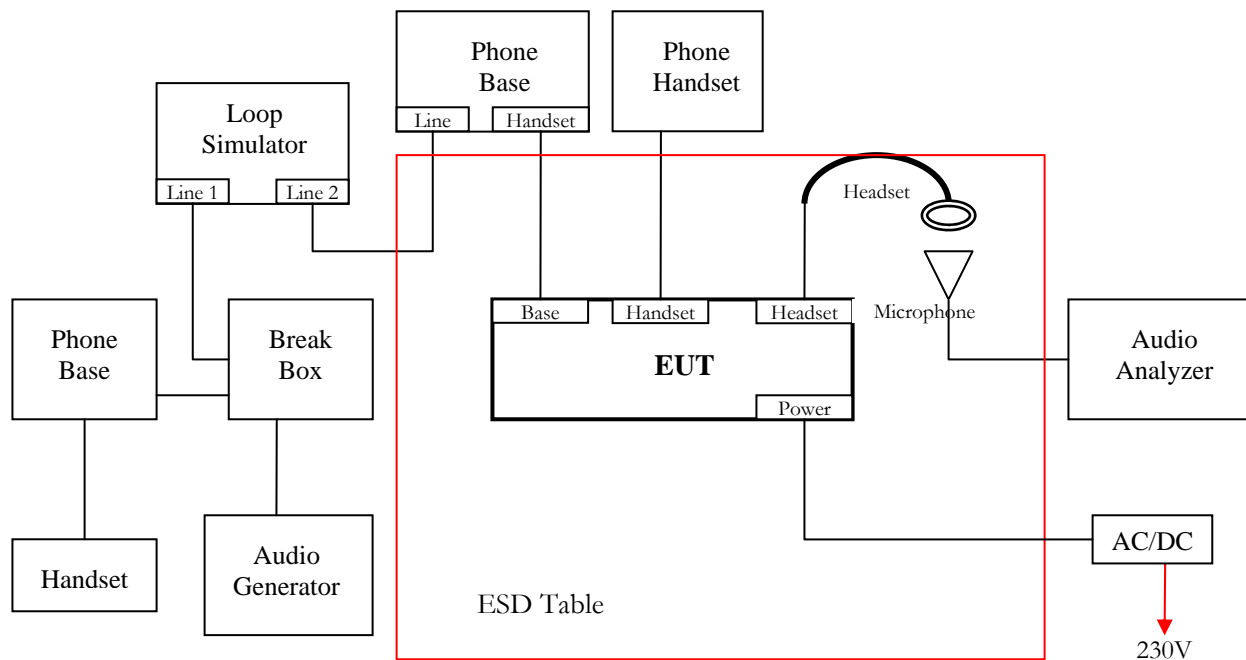 Phone
Base
Line
Handset
Phone
Handset
Loop
Simulator
Line 1
Line 2
Headset
Base
Handset
Headset
Microphone
EUT
Power
Phone
Base
Break
Box
Audio
Analyzer
Handset
Audio
Generator
AC/DC
ESD Table
230V